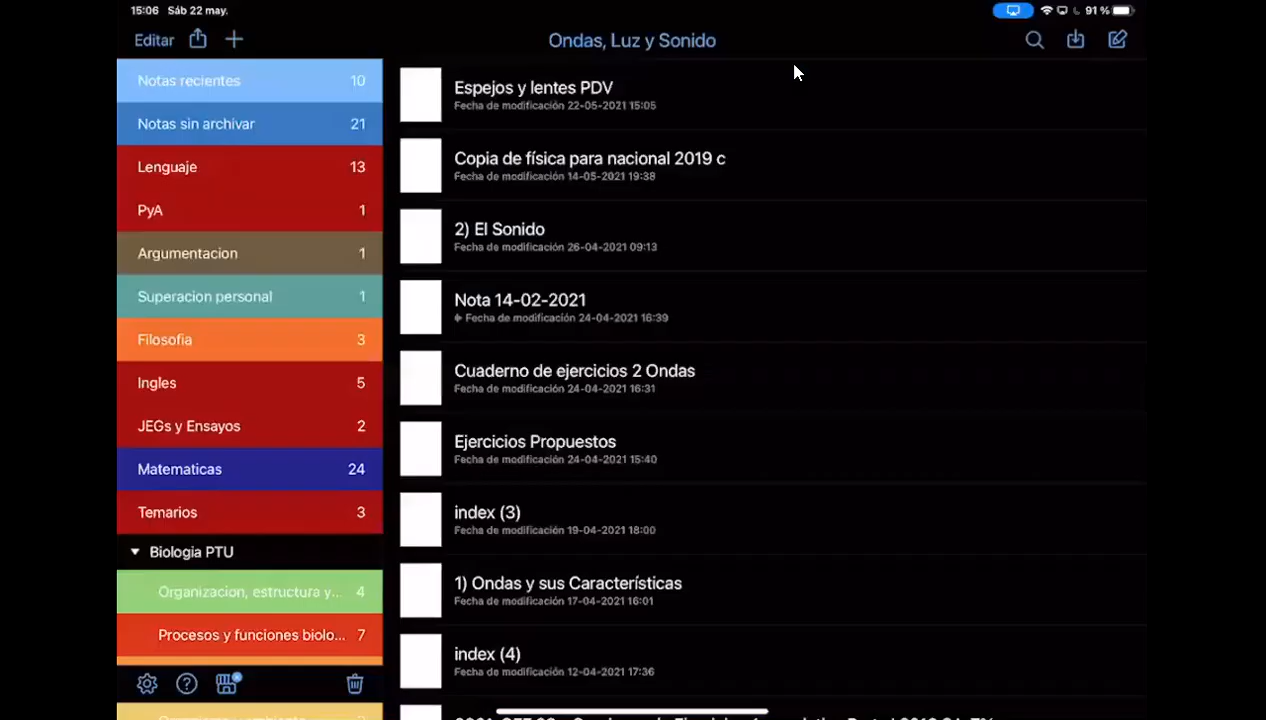 15:06 Sáb 22 may.
91 %
Editar
Ondas, Luz y Sonido
Notas recientes 10
Notas sin archivar 21
Lenguaje 13
PyA 1
Argumentacion 1
Superacion personal 1
Filosofia 3
Ingles 5
JEGs y Ensayos 2
Matematicas 24
Temarios 3
Biologia PTU
Organizacion, estructura y... 4
Procesos y funciones biolo... 7
Espejos y lentes PDV
Fecha de modificación 22-05-2021 15:05
Copia de física para nacional 2019 c
Fecha de modificación 14-05-2021 19:38
2) El Sonido
Fecha de modificación 26-04-2021 09:13
Nota 14-02-2021
Fecha de modificación 24-04-2021 16:39
Cuaderno de ejercicios 2 Ondas
Fecha de modificación 24-04-2021 16:31
Ejercicios Propuestos
Fecha de modificación 24-04-2021 15:40
index (3)
Fecha de modificación 19-04-2021 18:00
1) Ondas y sus Características
Fecha de modificación 17-04-2021 16:01
index (4)
Fecha de modificación 12-04-2021 17:36